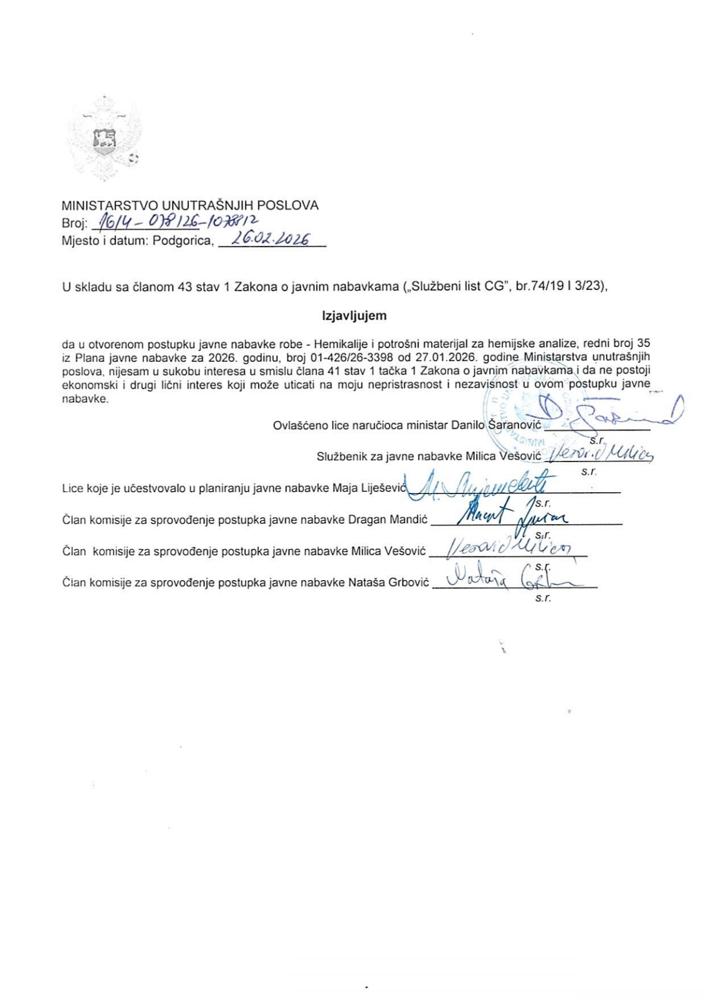 MINISTARSTVO UNUTRAŠNJIH POSLOVA
Broj: 16/4-078/26-10788/2
Mjesto i datum: Podgorica, 26.02.2026
U skladu sa članom 43 stav 1 Zakona o javnim nabavkama („Službeni list CG”, br.74/19 I 3/23),
Izjavljujem
da u otvorenom postupku javne nabavke robe - Hemikalije i potrošni materijal za hemijske analize, redni broj 35
iz Plana javne nabavke za 2026. godinu, broj 01-426/26-3398 od 27.01.2026. godine Ministarstva unutrašnjih
poslova, nijesam u sukobu interesa u smislu člana 41 stav 1 tačka 1 Zakona o javnim nabavkama i da ne postoji
ekonomski i drugi lični interes koji može uticati na moju nepristrasnost i nezavisnost u ovom postupku javne
nabavke.
Ovlašćeno lice naručioca ministar Danilo Šaranović
s.r.
Službenik za javne nabavke Milica Vešović
s.r.
Lice koje je učestvovalo u planiranju javne nabavke Maja Liješević
s.r.
Član komisije za sprovođenje postupka javne nabavke Dragan Mandić
s.r.
Član komisije za sprovođenje postupka javne nabavke Milica Vešović
s.r.
Član komisije za sprovođenje postupka javne nabavke Nataša Grbović Nataša
s.r.